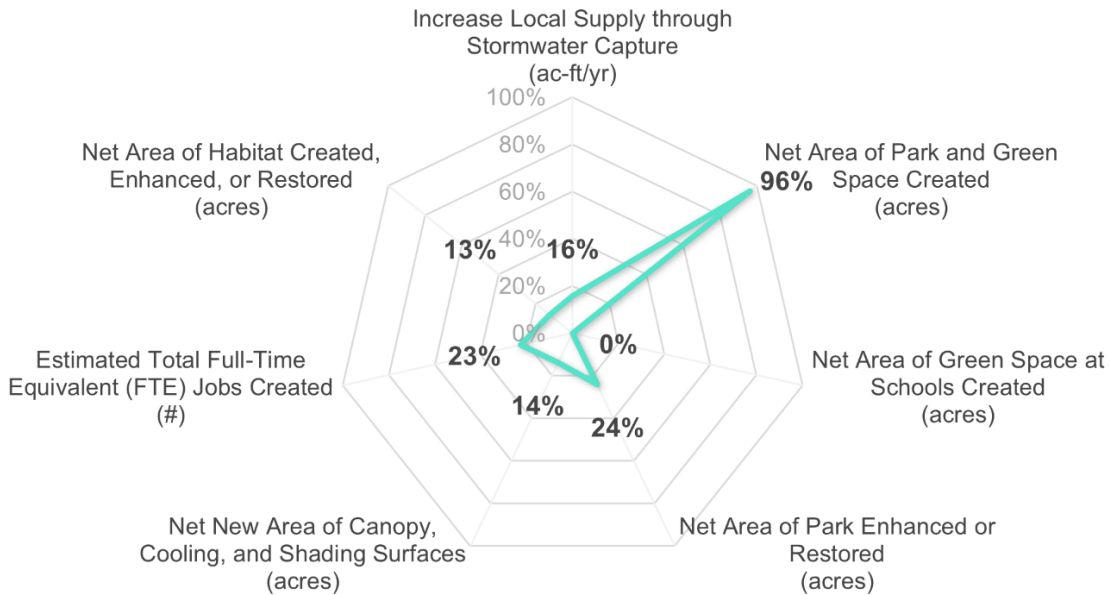 Increase Local Supply through
Stormwater Capture
(ac-ft/yr)
100%
80%
60%
40%
20%
0%
Net Area of Habitat Created,
Enhanced, or Restored
(acres)
Net Area of Park and Green
Space Created
(acres)
96%
13%
16%
0%
23%
14%
24%
Estimated Total Full-Time
Equivalent (FTE) Jobs Created
(#)
Net Area of Green Space at
Schools Created
(acres)
Net New Area of Canopy,
Cooling, and Shading Surfaces
(acres)
Net Area of Park Enhanced or
Restored
(acres)